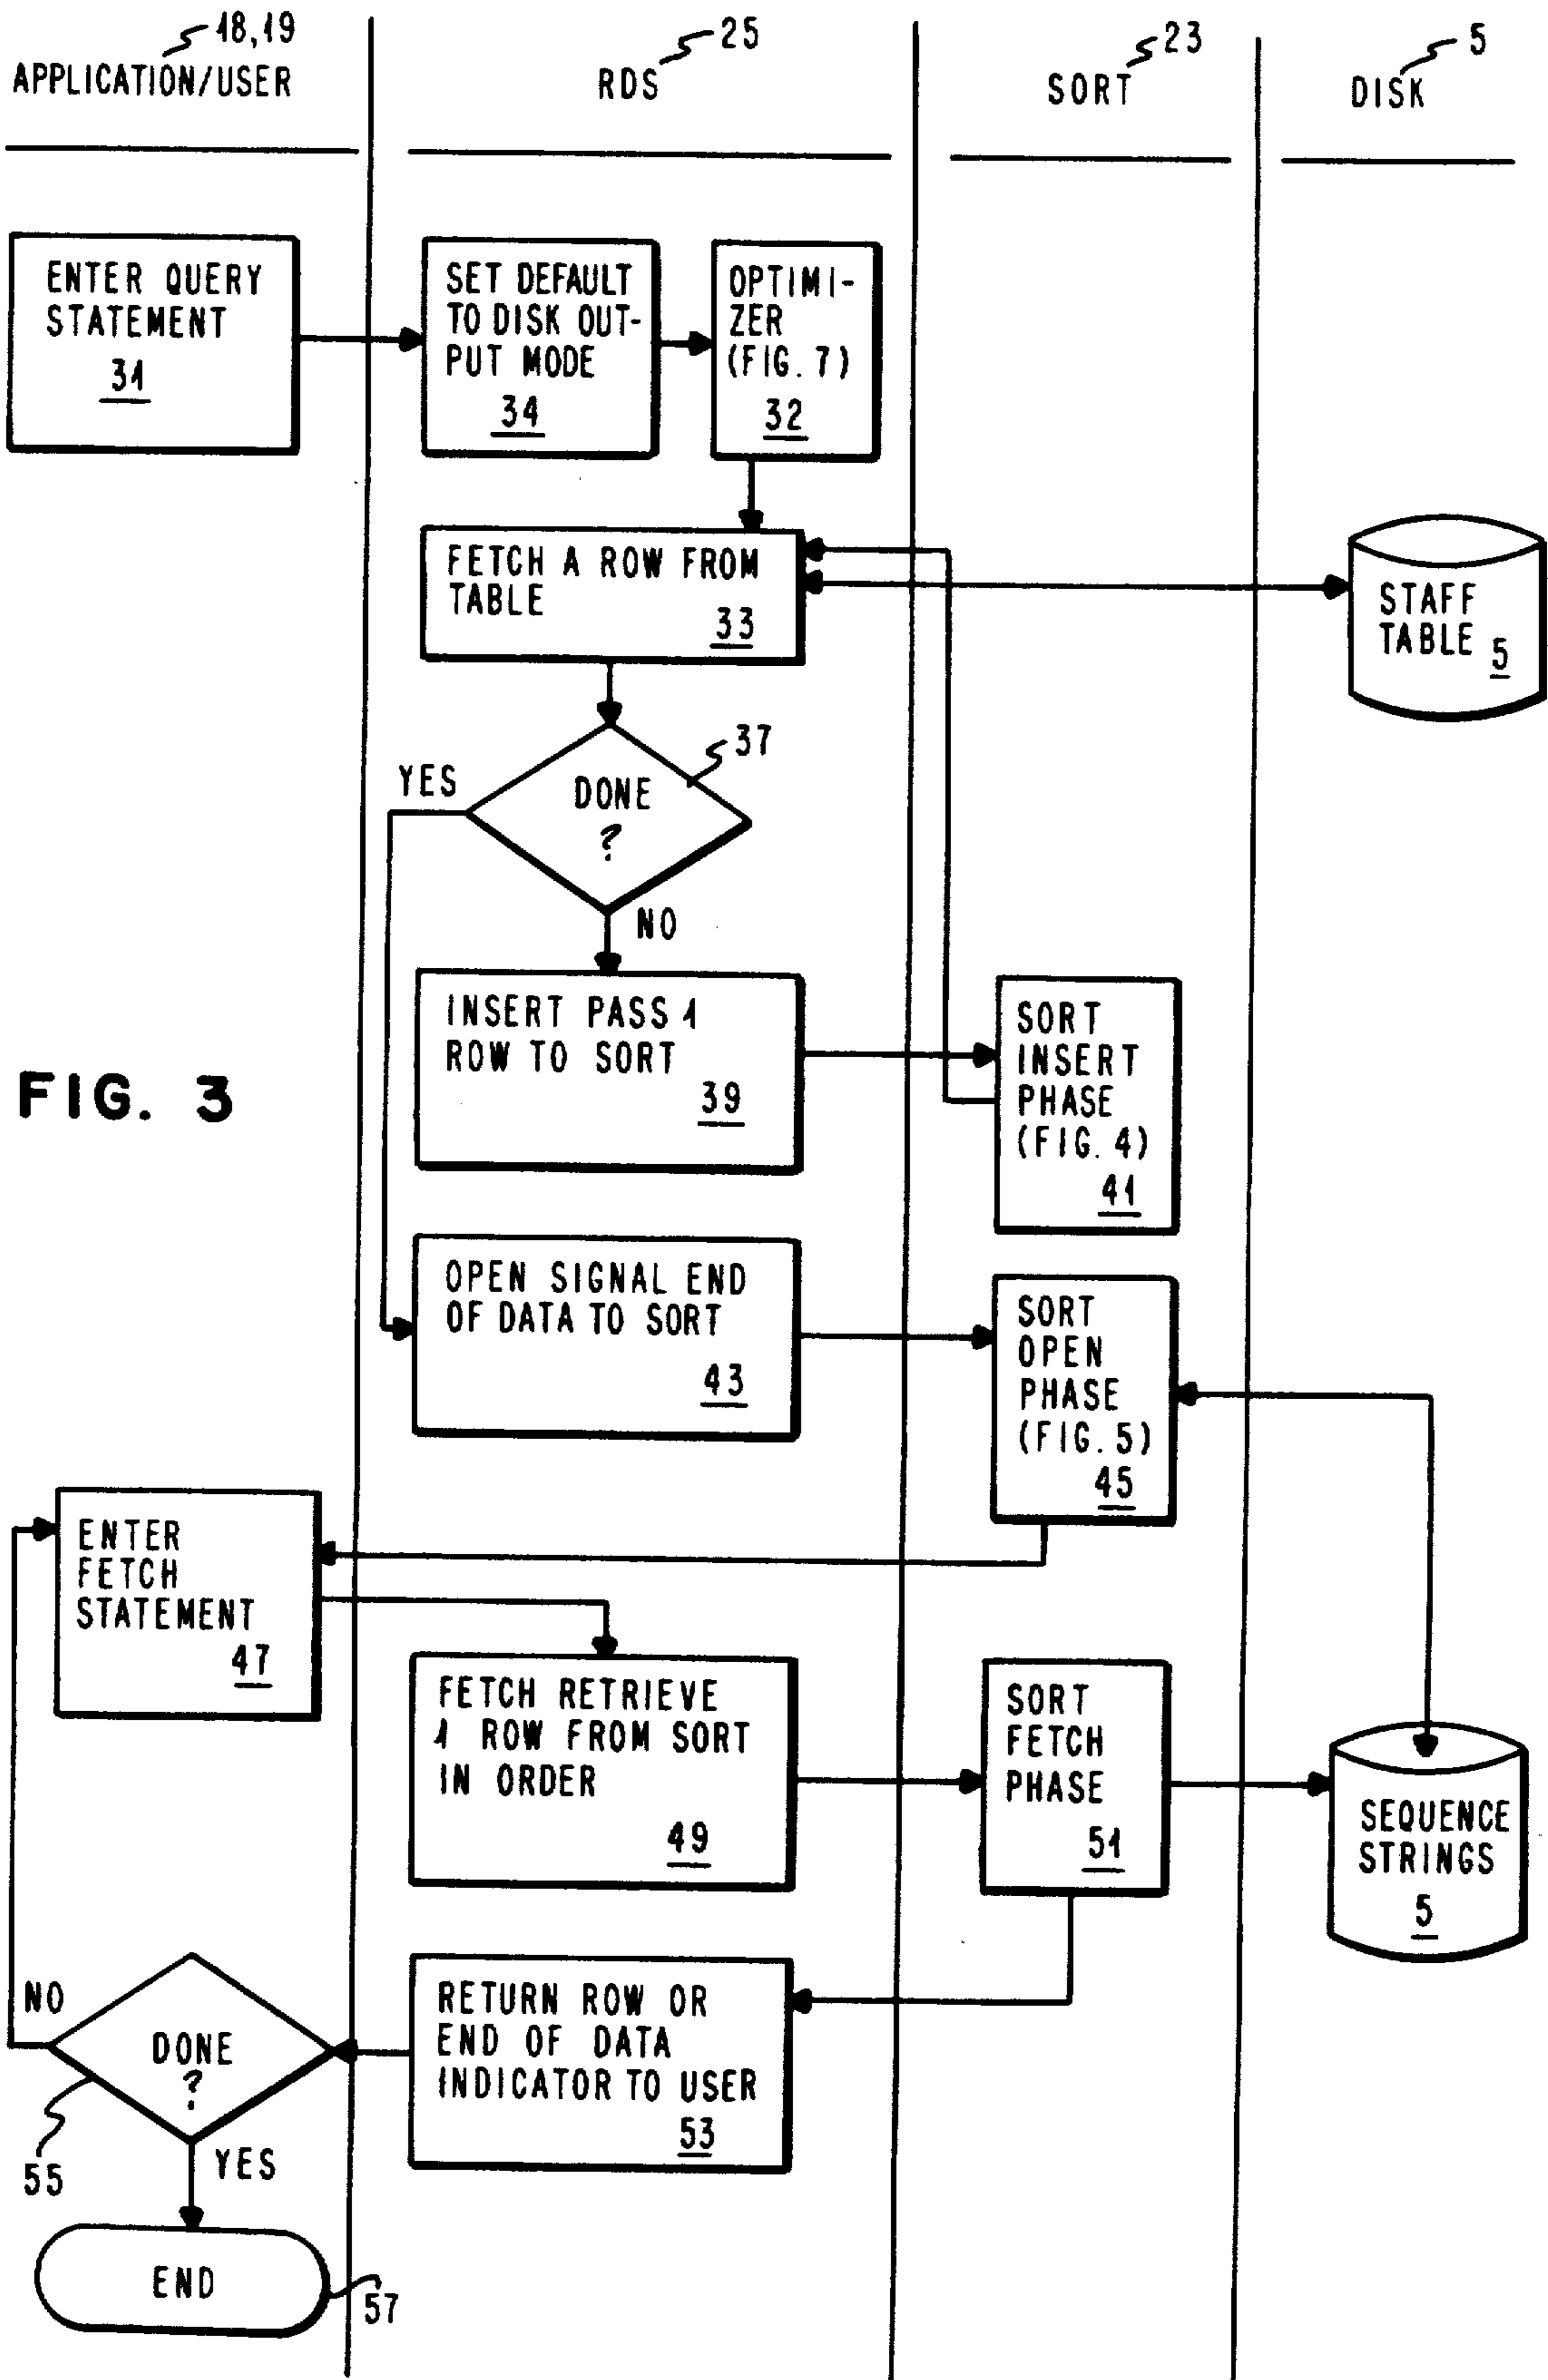 18,19
25
23
5
APPLICATION/USER
RDS
SORT
DISK
ENTER QUERY
STATEMENT
31
SET DEFAULT
TO DISK OUT-
PUT MODE
34
OPTIMI-
ZER
(FIG. 7)
32
FETCH A ROW FROM
TABLE
33
STAFF
TABLE
5
37
YES
DONE
?
NO
INSERT PASS 1
ROW TO SORT
39
SORT
INSERT
PHASE
(FIG. 4)
41
FIG. 3
OPEN SIGNAL END
OF DATA TO SORT
43
SORT
OPEN
PHASE
(FIG. 5)
45
ENTER
FETCH
STATEMENT
47
FETCH RETRIEVE
1 ROW FROM SORT
IN ORDER
49
SORT
FETCH
PHASE
51
SEQUENCE
STRINGS
5
RETURN ROW OR
END OF DATA
INDICATOR TO USER
53
NO
DONE
?
55
YES
END
57